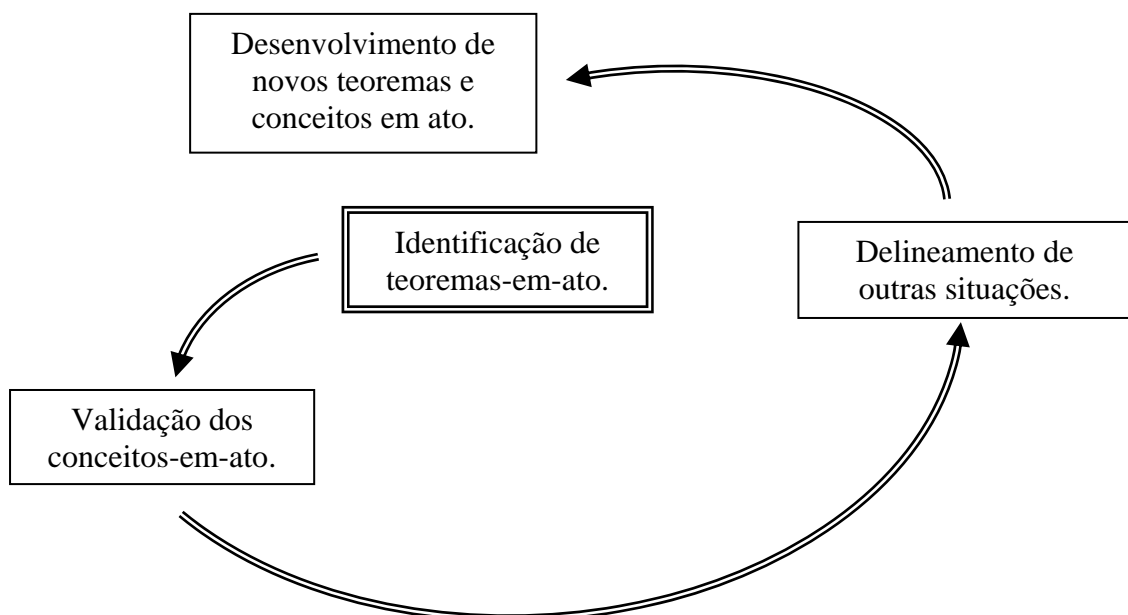 Desenvolvimento de
novos teoremas e
conceitos em ato.
Identificação de
teoremas-em-ato.
Delineamento de
outras situações.
Validação dos
conceitos-em-ato.